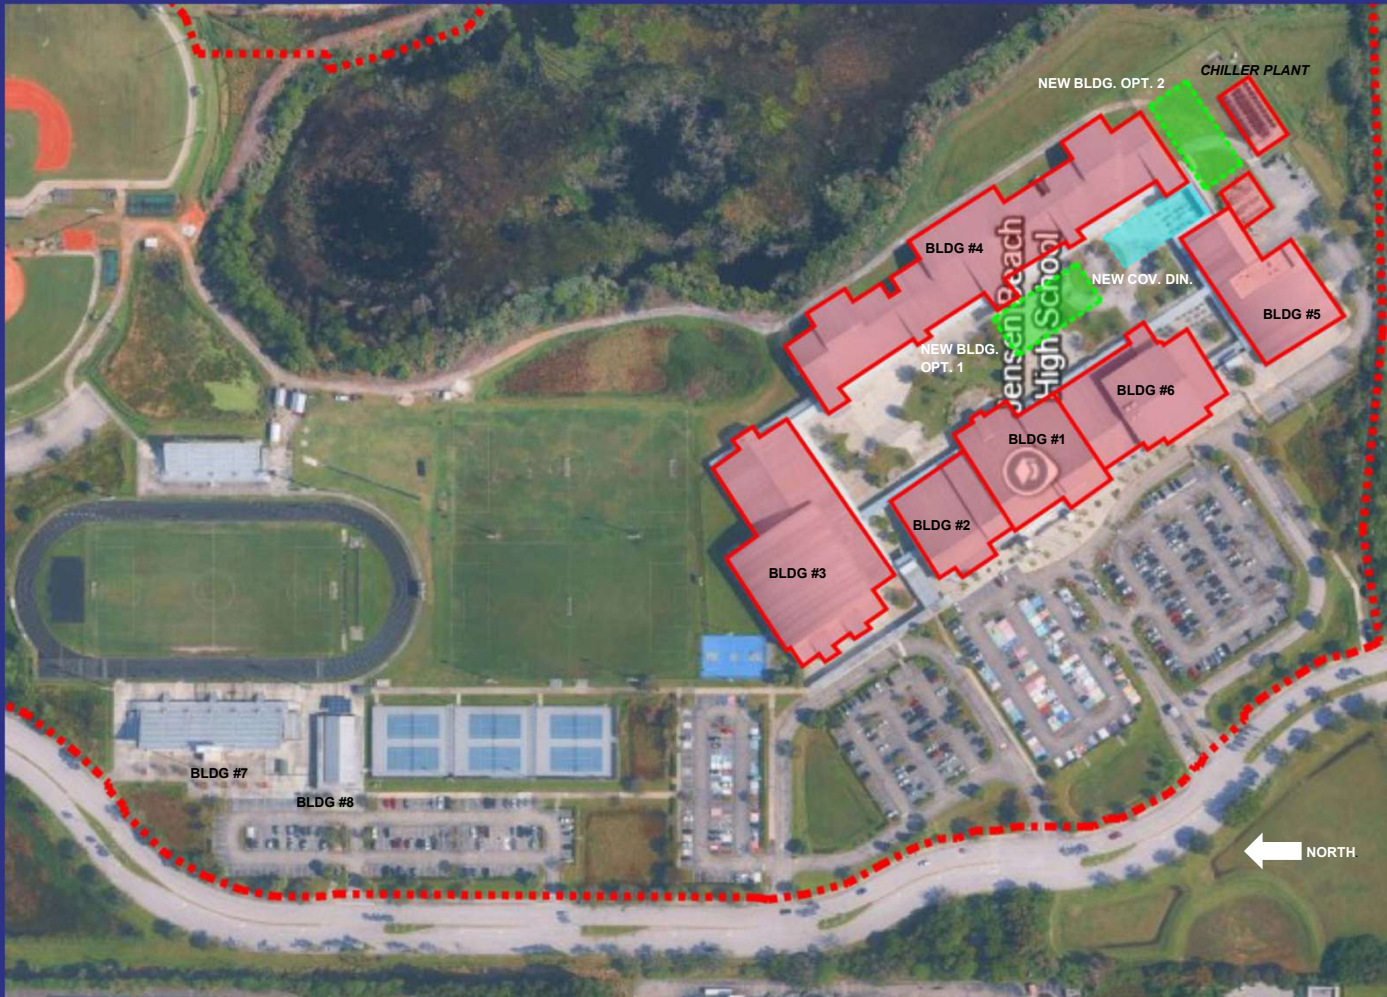 CHILLER PLANT
NEW BLDG. OPT. 2
BLDG #4
Jensen Beach
High School
NEW COV. DIN.
BLDG #5
NEW BLDG.
OPT. 1
BLDG #6
BLDG #1
BLDG #2
BLDG #3
BLDG #7
BLDG #8
NORTH